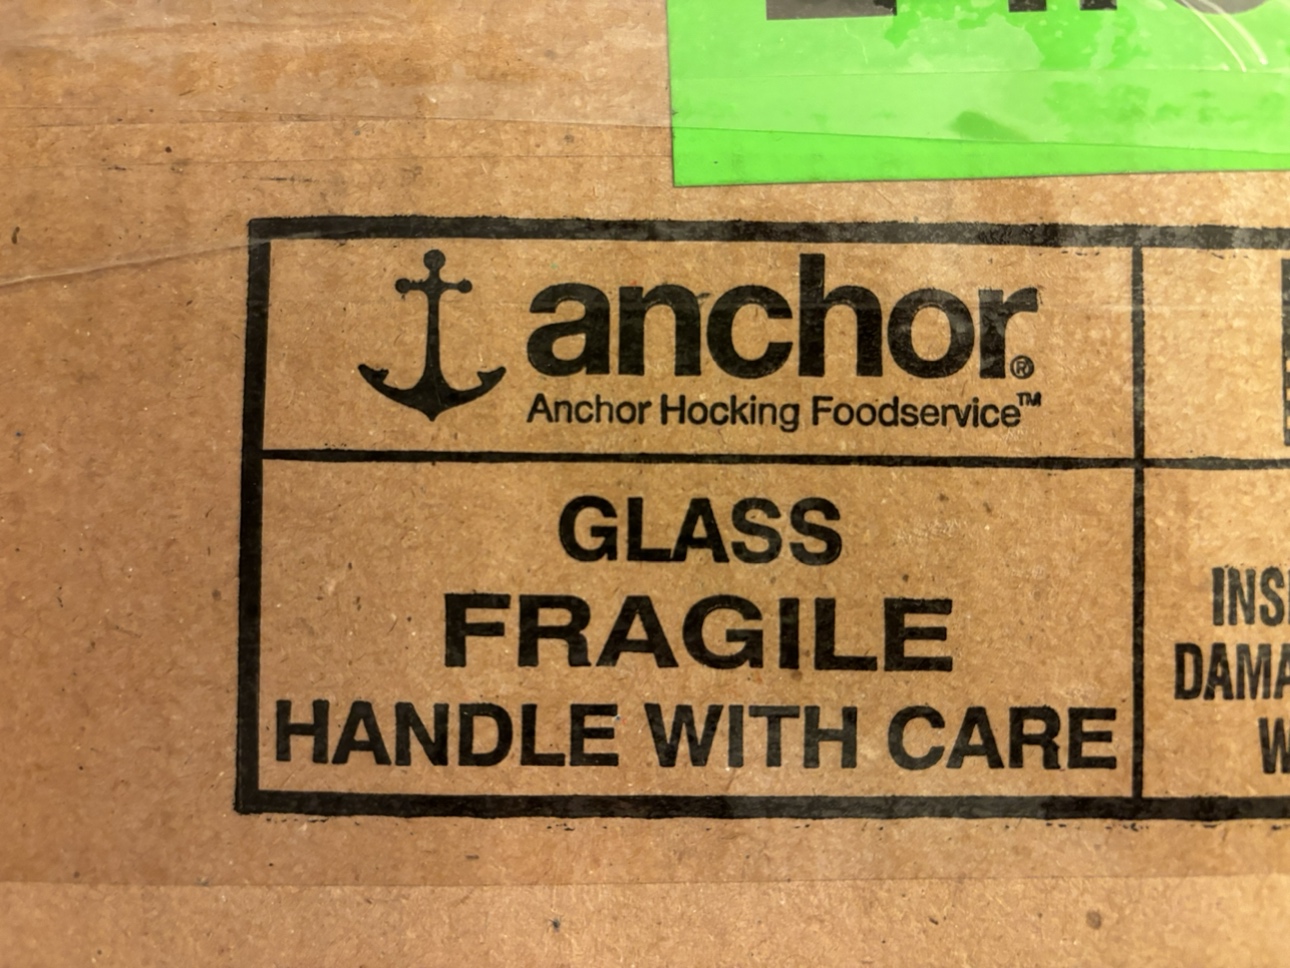 anchor®
Anchor Hocking Foodservice™
GLASS
FRAGILE
HANDLE WITH CARE